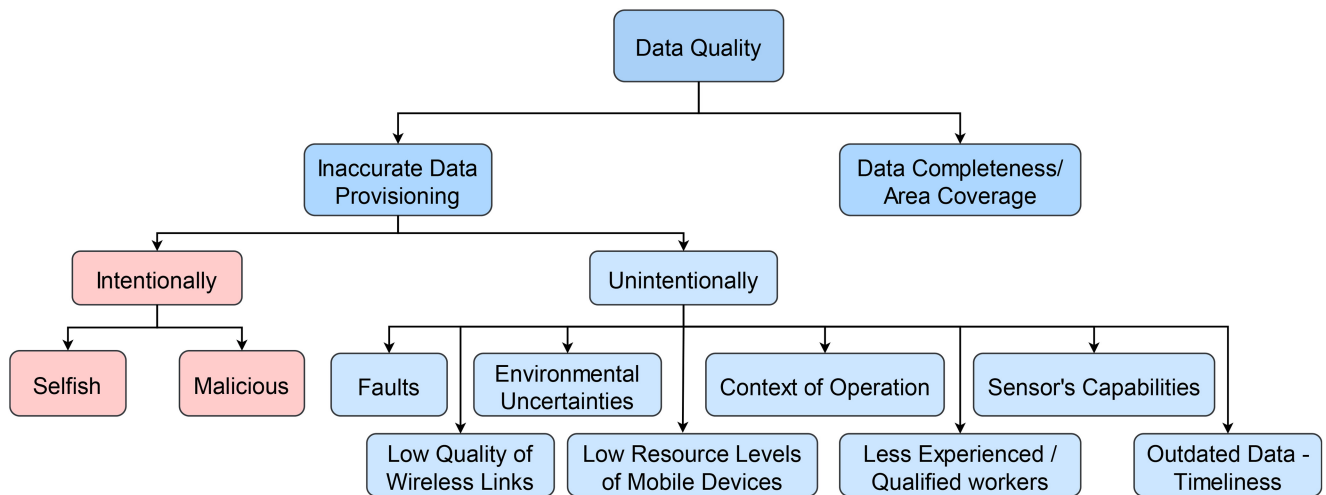 Data Quality
Inaccurate Data
Provisioning
Data Completeness/
Area Coverage
Intentionally
Unintentionally
Selfish
Malicious
Faults
Environmental
Uncertainties
Context of Operation
Sensor's Capabilities
Low Quality of
Wireless Links
Low Resource Levels
of Mobile Devices
Less Experienced /
Qualified workers
Outdated Data -
Timeliness